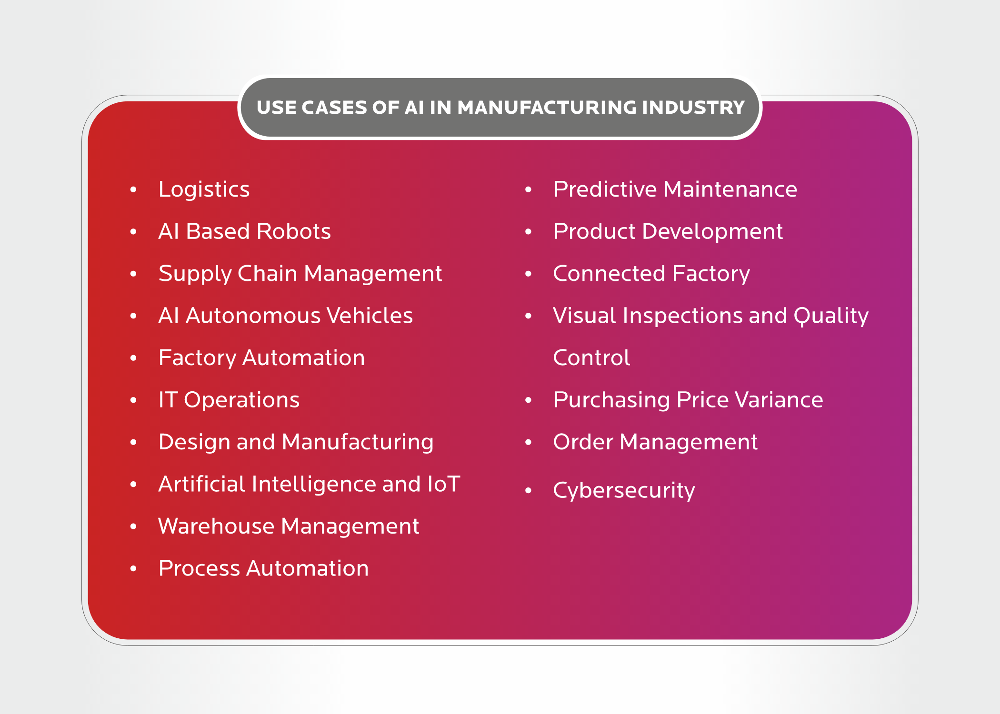 USE CASES OF AI IN MANUFACTURING INDUSTRY
• Logistics
• AI Based Robots
• Supply Chain Management
• AI Autonomous Vehicles
• Factory Automation
• IT Operations
• Design and Manufacturing
• Artificial Intelligence and IoT
• Warehouse Management
• Process Automation
• Predictive Maintenance
• Product Development
• Connected Factory
• Visual Inspections and Quality
Control
• Purchasing Price Variance
• Order Management
• Cybersecurity